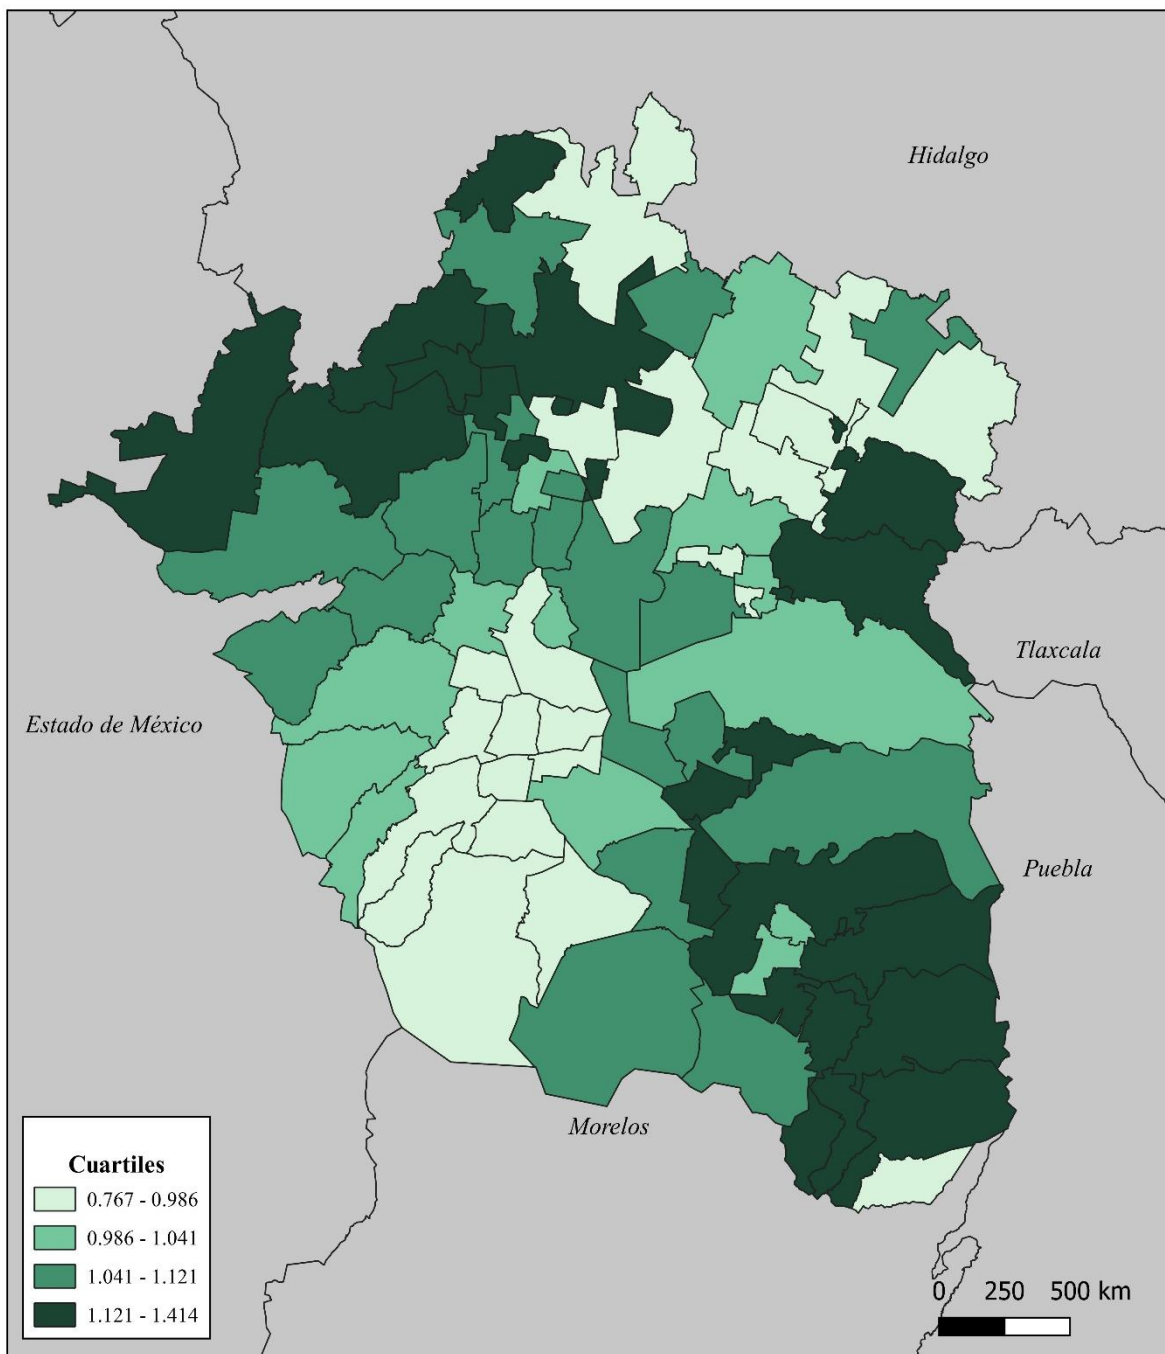 Hidalgo
Tlaxcala
Estado de México
Puebla
Morelos
Cuartiles
0.767 - 0.986
0.986 - 1.041
1.041 - 1.121
1.121 - 1.414
0 250 500 km